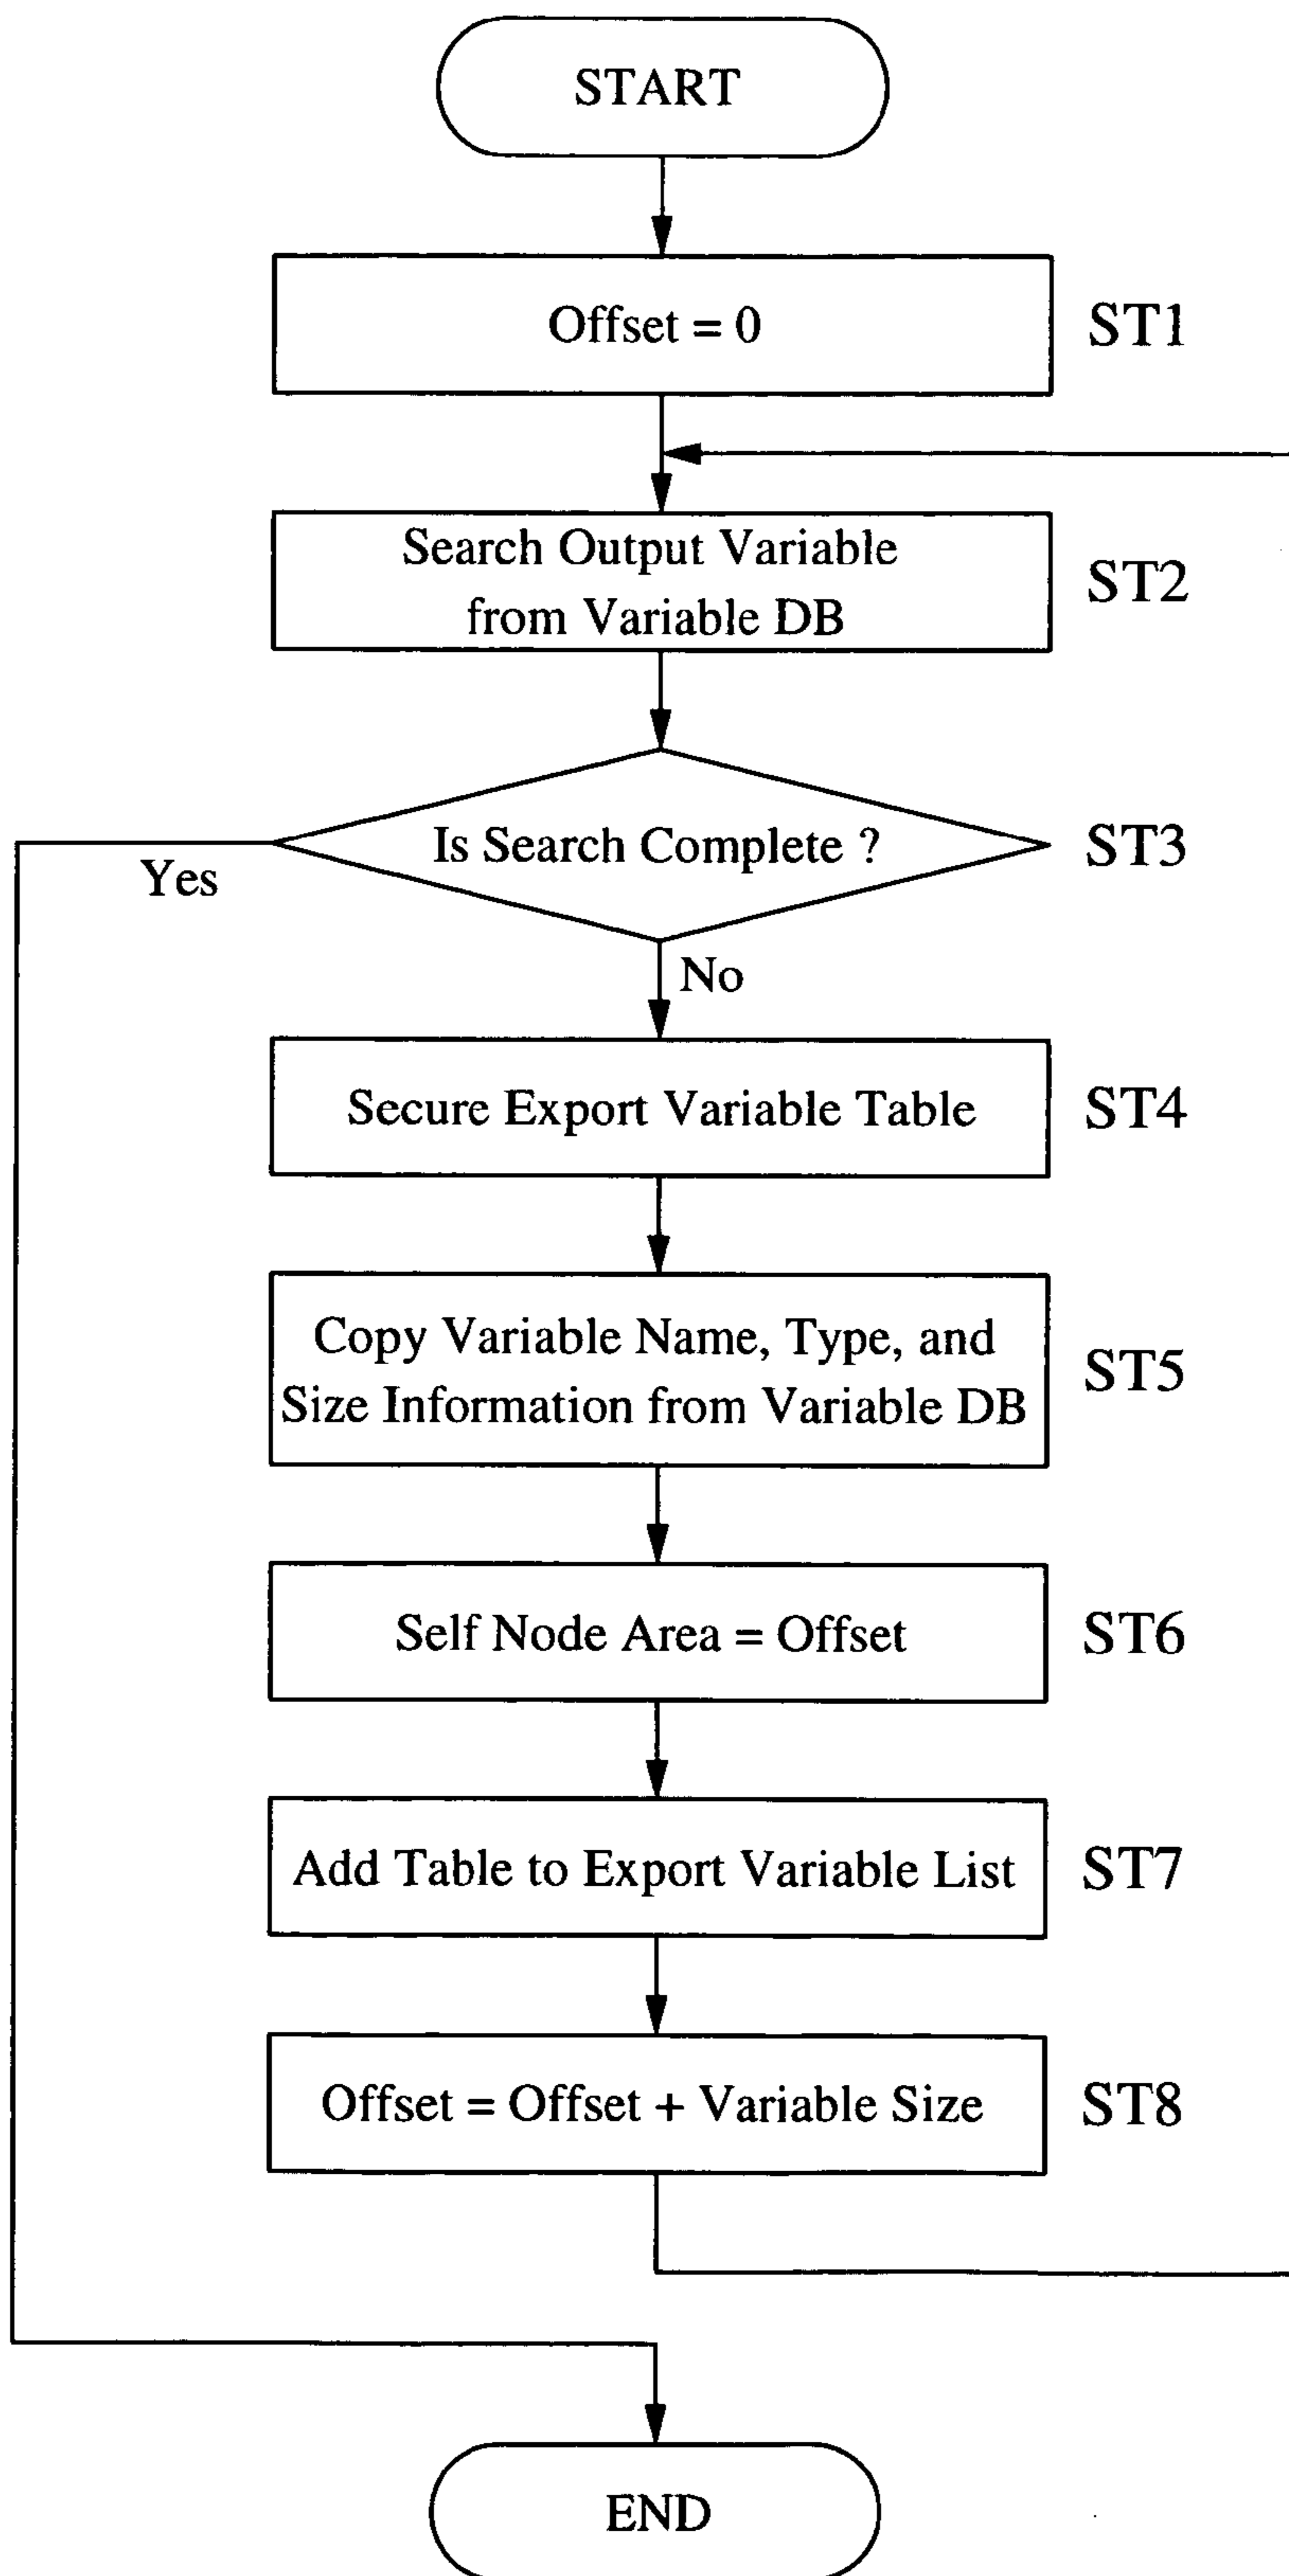 START
Offset = 0
ST1
Search Output Variable
from Variable DB
ST2
Is Search Complete ?
ST3
Yes
No
Secure Export Variable Table
ST4
Copy Variable Name, Type, and
Size Information from Variable DB
ST5
Self Node Area = Offset
ST6
Add Table to Export Variable List
ST7
Offset = Offset + Variable Size
ST8
END